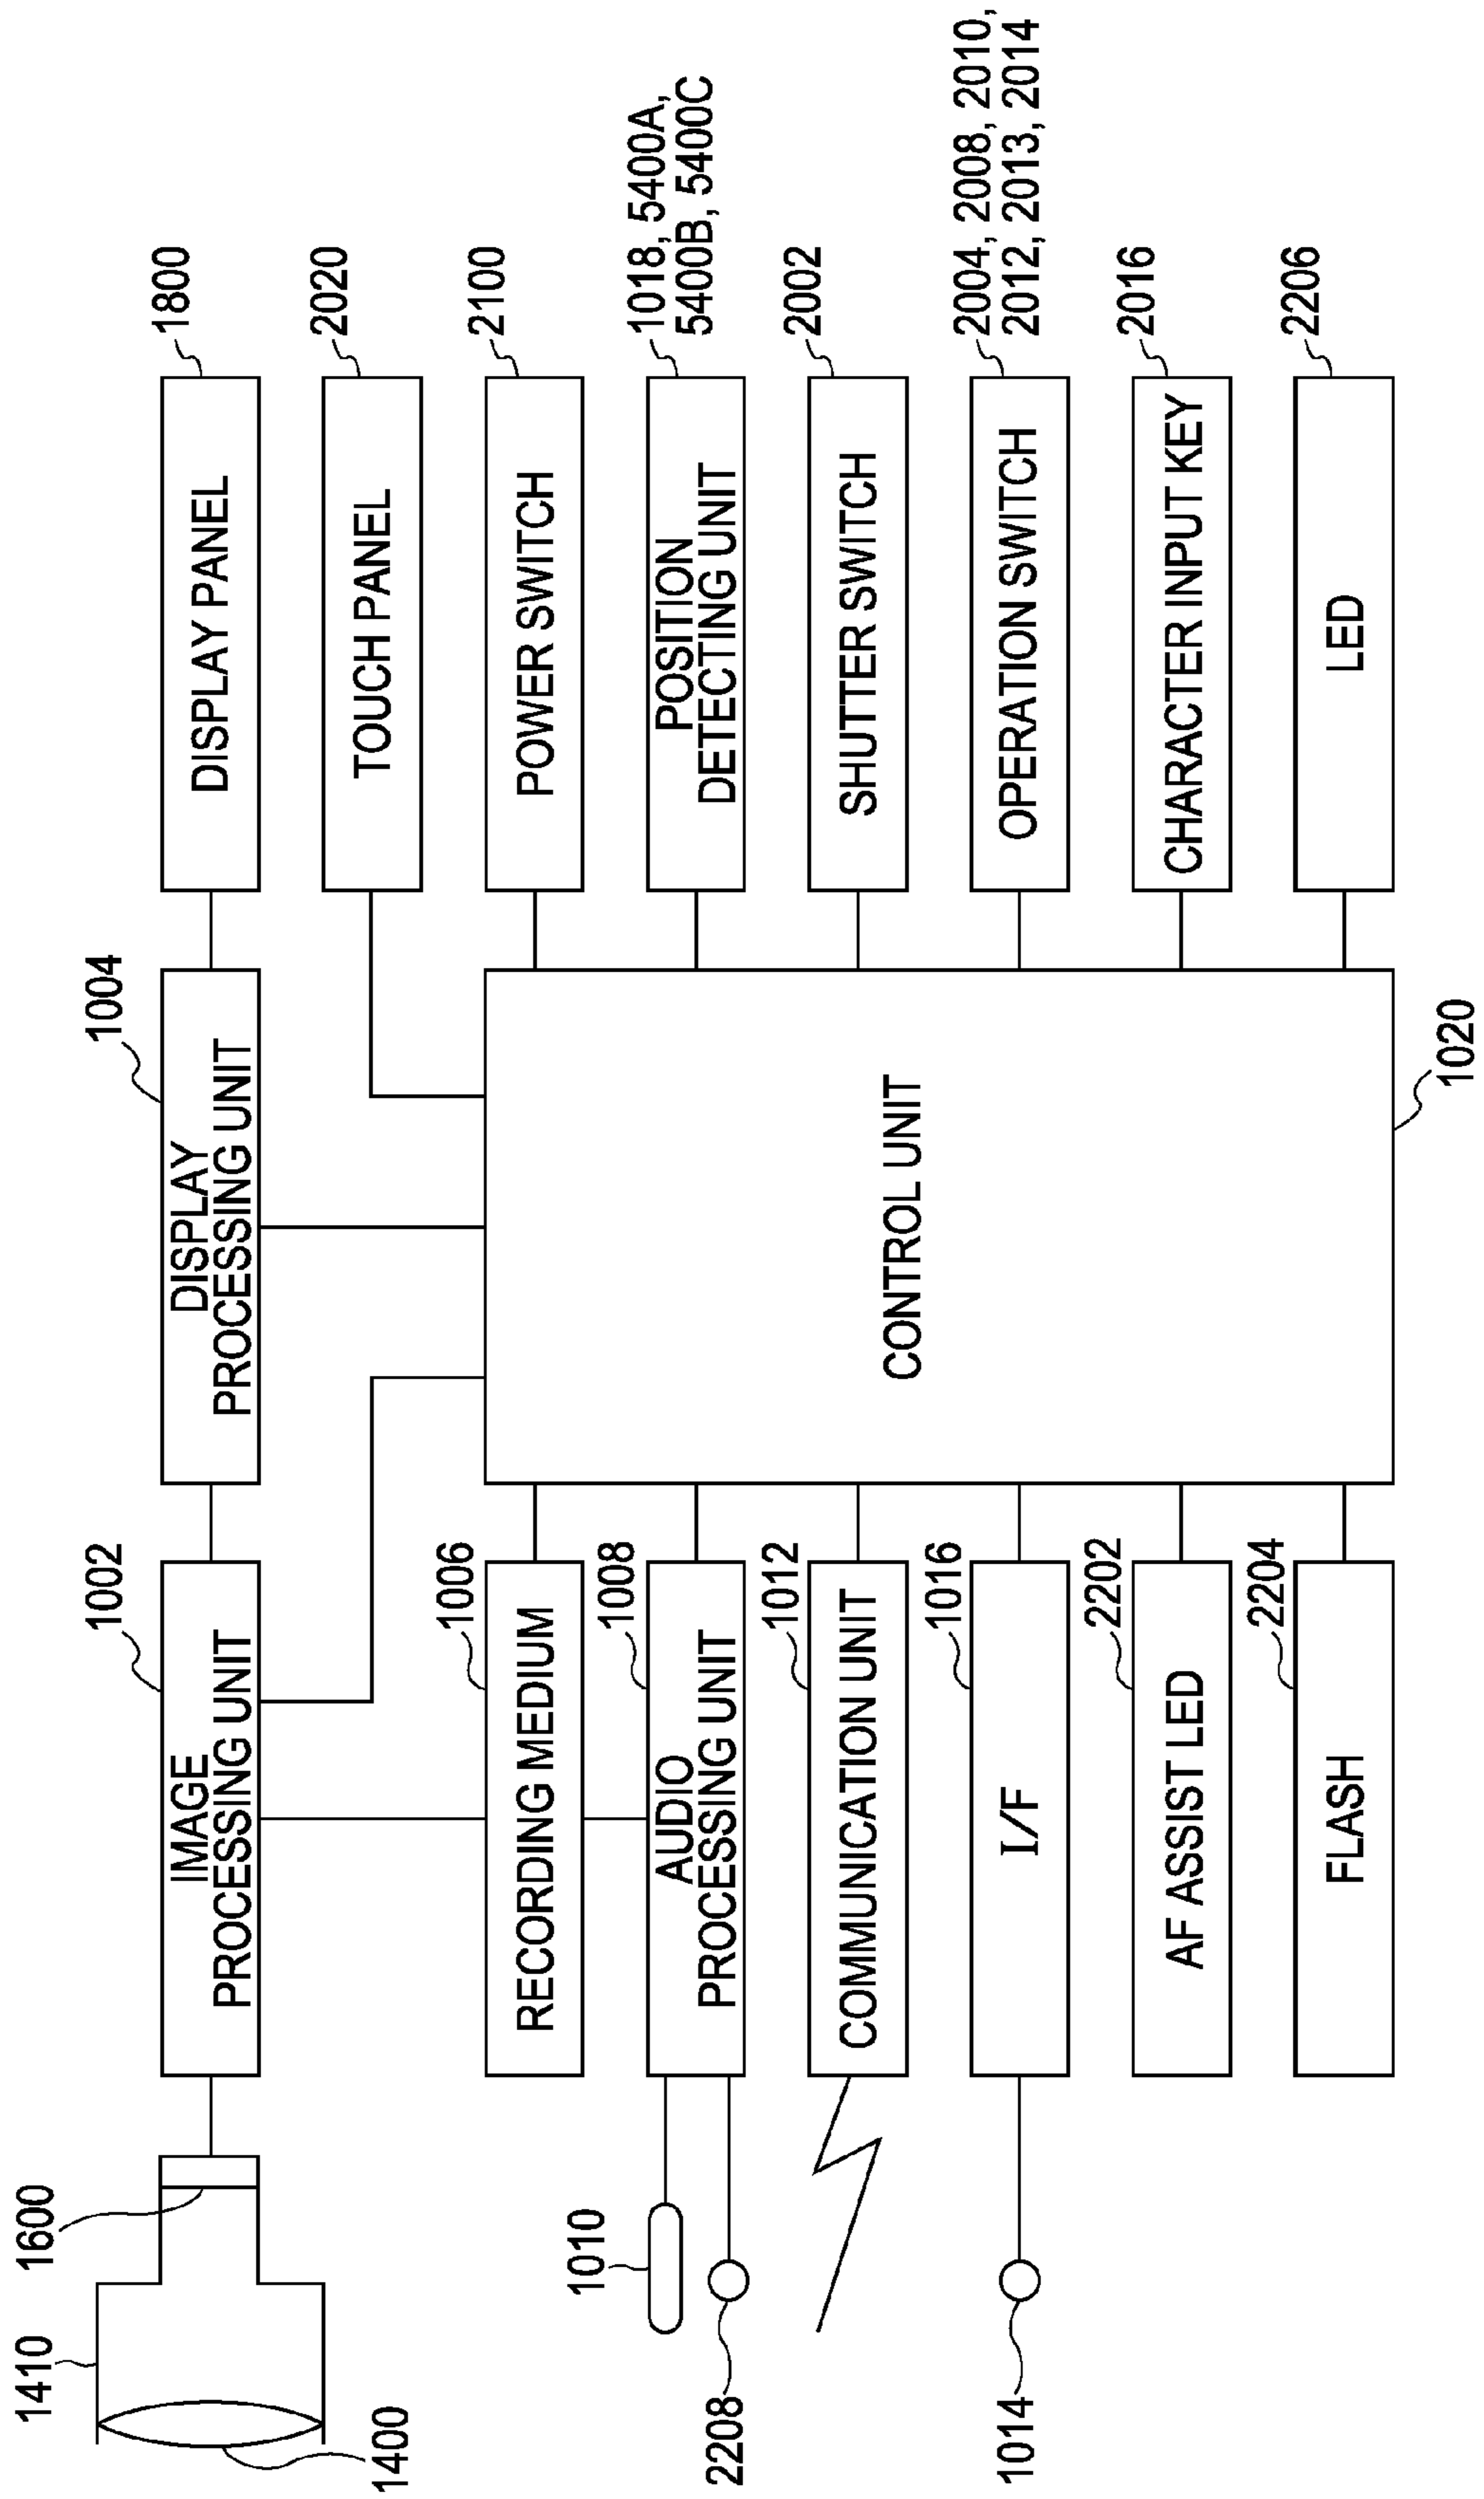 1410
1600
1002
1004
1800
1400
IMAGE
PROCESSING UNIT
DISPLAY
PROCESSING UNIT
DISPLAY PANEL
2020
TOUCH PANEL
1006
2100
RECORDING MEDIUM
POWER SWITCH
1010
1008
1018, 5400A,
5400B, 5400C
AUDIO
PROCESSING UNIT
POSITION
DETECTING UNIT
2208
1012
2002
COMMUNICATION UNIT
CONTROL UNIT
SHUTTER SWITCH
1014
1016
2004, 2008, 2010,
2012, 2013, 2014
I/F
OPERATION SWITCH
2202
2016
AF ASSIST LED
CHARACTER INPUT KEY
2204
2206
FLASH
LED
1020